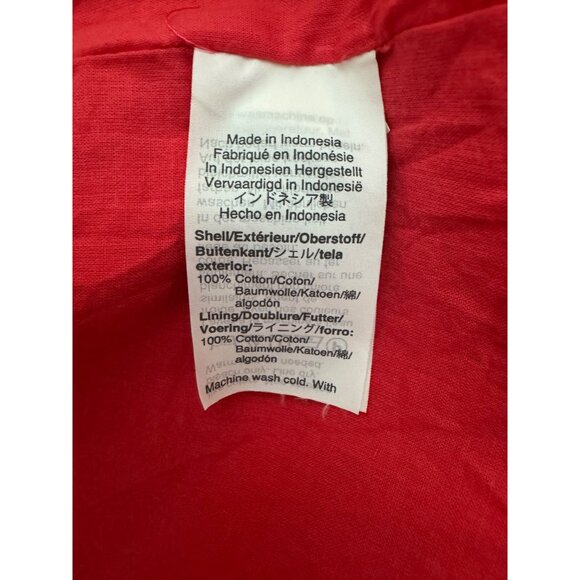 Made in Indonesia
Fabriqué en Indonésie
In Indonesien Hergestellt
Vervaardigd in Indonesië
インドネシア製
Hecho en Indonesia
Shell/Extérieur/Oberstoff/
Buitenkant/シェル/tela
exterior:
100% Cotton/Coton/
Baumwolle/Katoen/綿/
algodón
Lining/Doublure/Futter/
Voering/ライニング/forro:
100% Cotton/Coton/
Baumwolle/Katoen/綿/
algodón
Machine wash cold. With